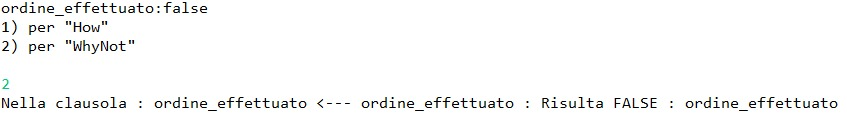 ordine_effettuato:false
1) per "How"
2) per "WhyNot"
2
Nella clausola : ordine_effettuato <--- ordine_effettuato : Risulta FALSE : ordine_effettuato